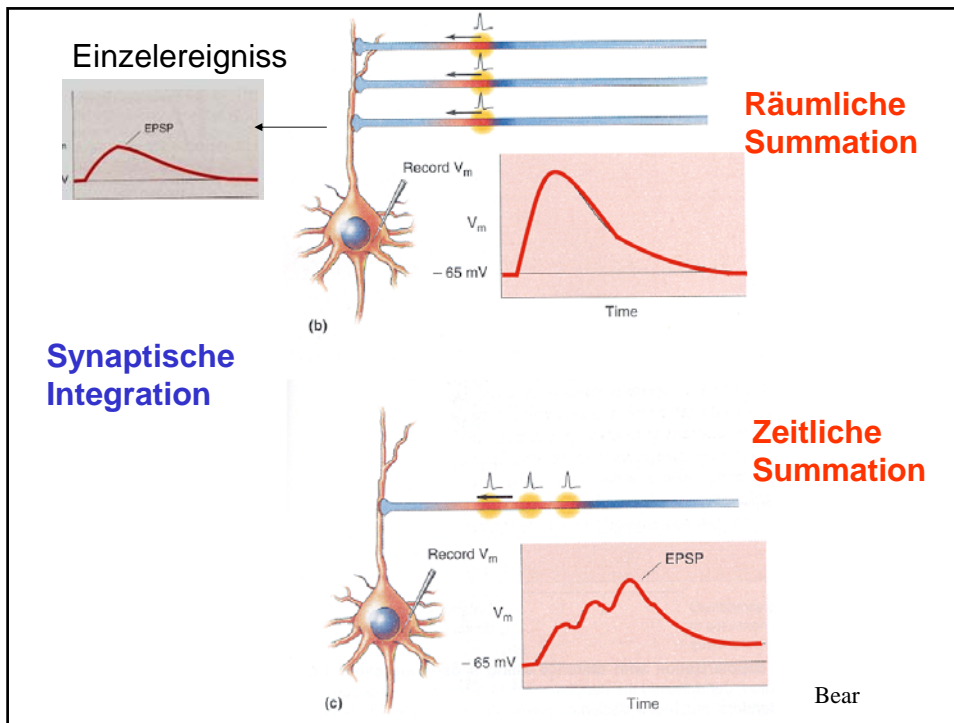 Einzelereigniss
EPSP
Räumliche
Summation
Record Vm
Vm
– 65 mV
Time
(b)
Synaptische
Integration
Zeitliche
Summation
Record Vm
EPSP
Vm
– 65 mV
Time
(c)
Bear